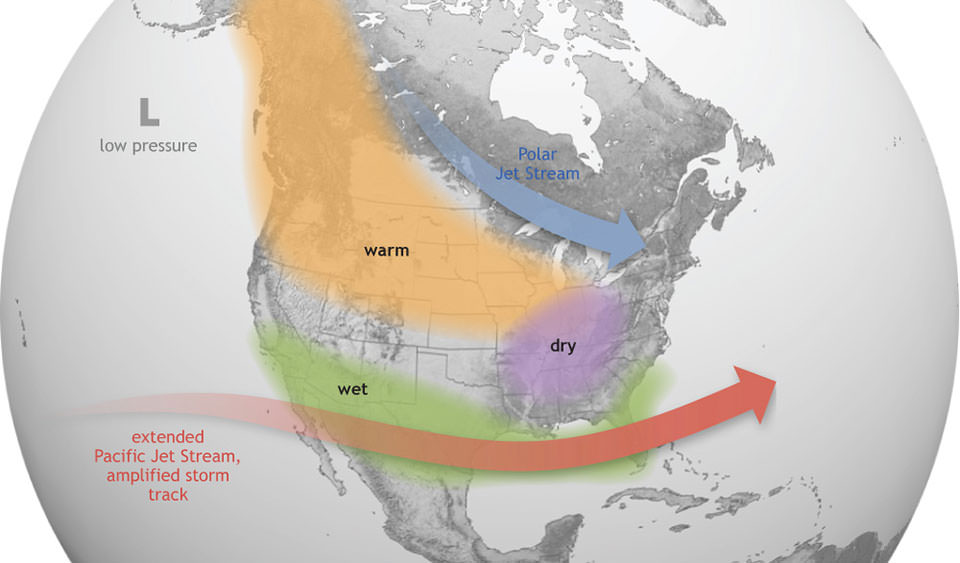 L
low pressure
Polar
Jet Stream
warm
dry
wet
extended
Pacific Jet Stream,
amplified storm
track